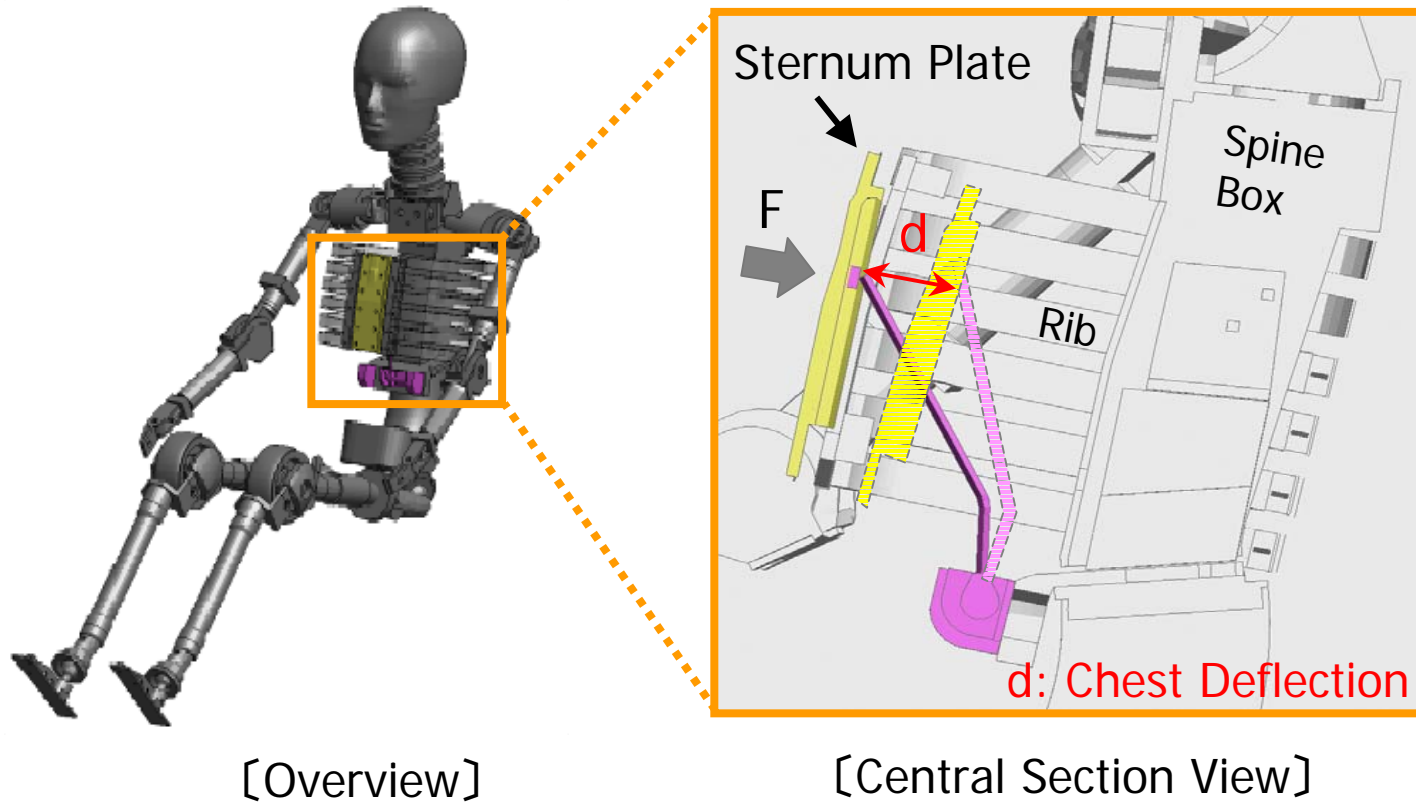 Sternum Plate
Spine
Box
F
d
Rib
d: Chest Deflection
〔Overview〕
〔Central Section View〕